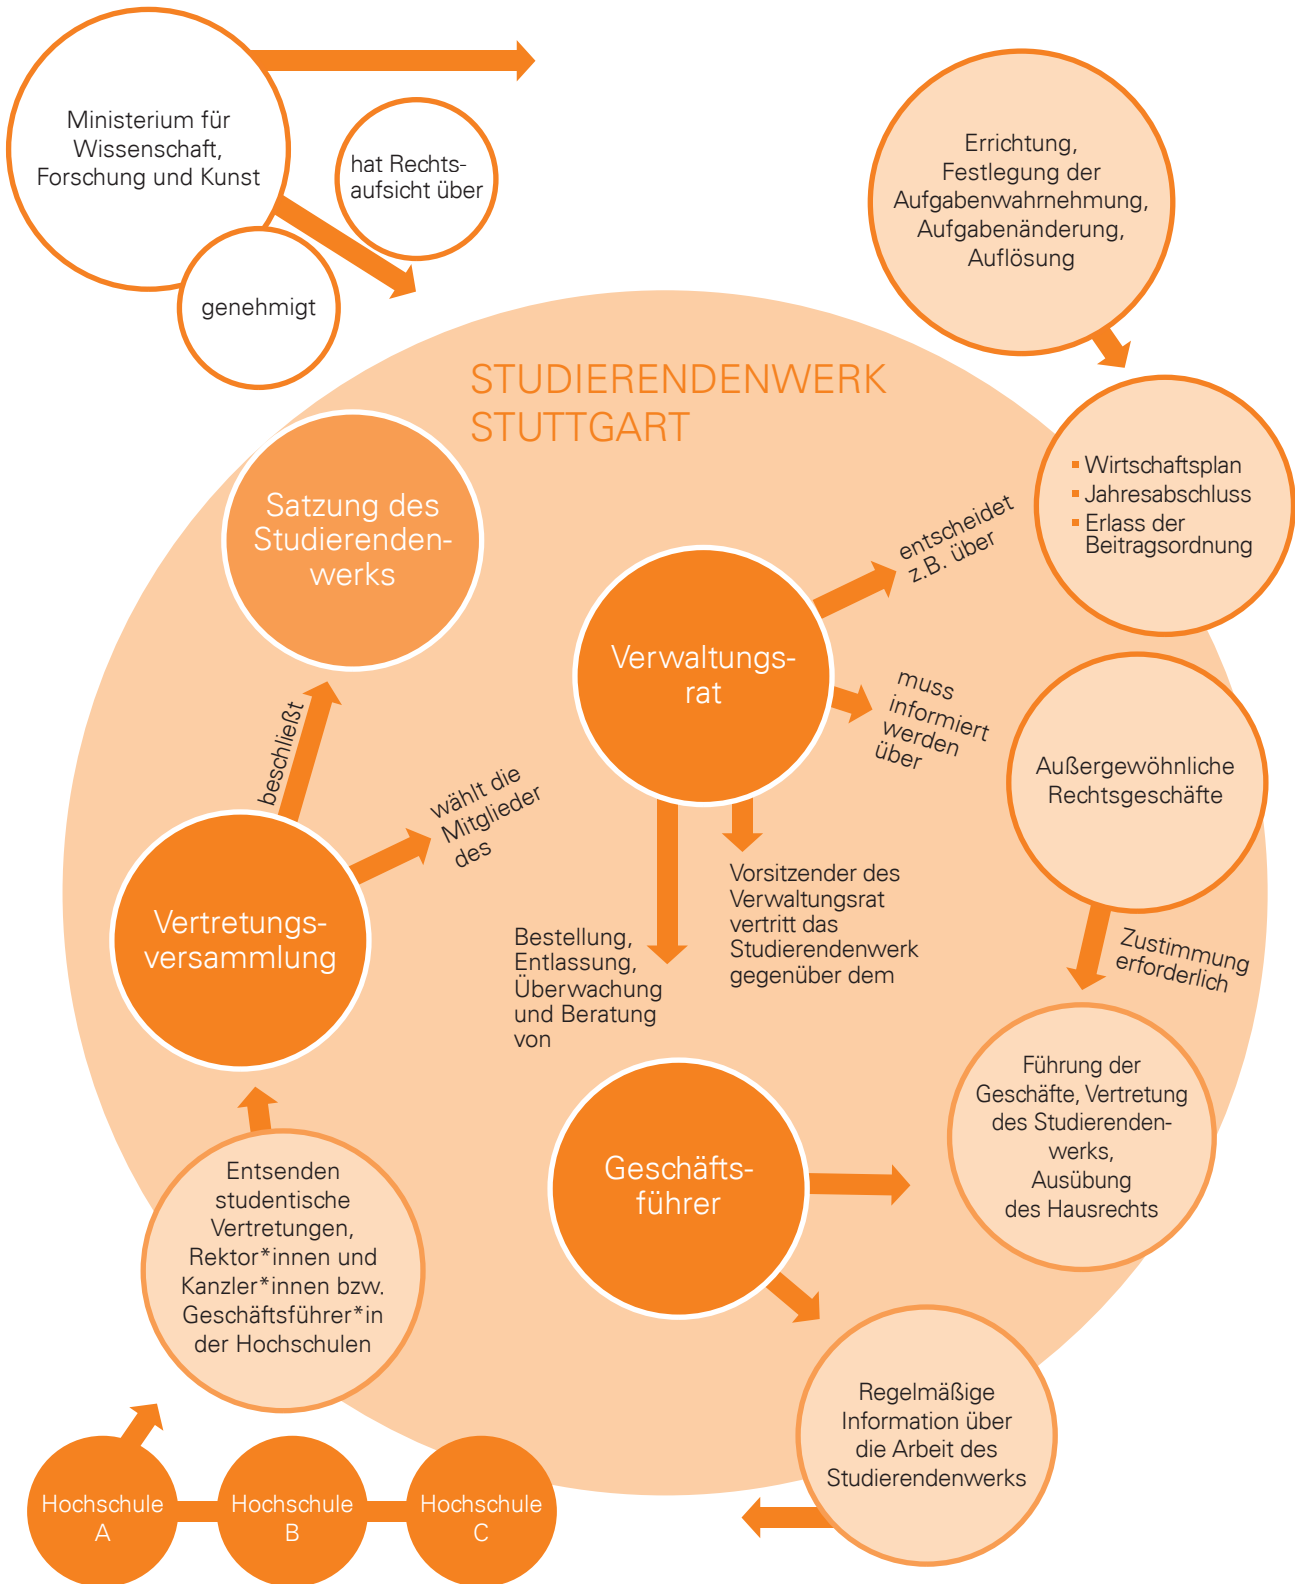 Ministerium für
Wissenschaft,
Forschung und Kunst
hat Rechts-
aufsicht über
genehmigt
Errichtung,
Festlegung der
Aufgabenwahrnehmung,
Aufgabenänderung,
Auflösung
STUDIERENDENWERK
STUTTGART
▪ Wirtschaftsplan
▪ Jahresabschluss
▪ Erlass der
Beitragsordnung
Satzung des
Studierenden-
werks
entscheidet
z.B. über
Verwaltungs-
rat
muss
informiert
werden
über
Außergewöhnliche
Rechtsgeschäfte
beschließt
wählt die
Mitglieder
des
Vertretungs-
versammlung
Bestellung,
Entlassung,
Überwachung
und Beratung
von
Vorsitzender des
Verwaltungsrat
vertritt das
Studierendenwerk
gegenüber dem
Zustimmung
erforderlich
Führung der
Geschäfte, Vertretung
des Studierenden-
werks,
Ausübung
des Hausrechts
Geschäfts-
führer
Entsenden
studentische
Vertretungen,
Rektor*innen und
Kanzler*innen bzw.
Geschäftsführer*in
der Hochschulen
Regelmäßige
Information über
die Arbeit des
Studierendenwerks
Hochschule
A
Hochschule
B
Hochschule
C